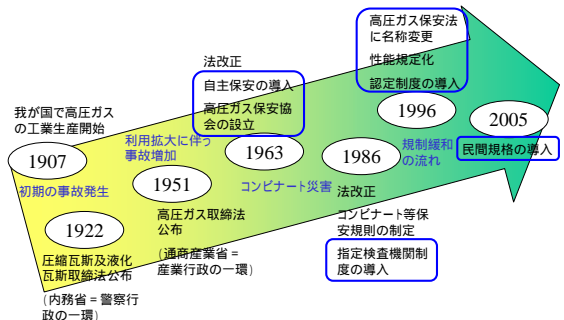 我が国で高圧ガス
の工業生産開始
1907
初期の事故発生
1922
圧縮瓦斯及液化
瓦斯取締法公布
(内務省=警察行
政の一環)
利用拡大に伴う
事故増加
1951
高圧ガス取締法
公布
(通商産業省=
産業行政の一環)
法改正
自主保安の導入
高圧ガス保安協
会の設立
1963
コンビナート災害
1986
法改正
コンビナート等保
安規則の制定
指定検査機関制
度の導入
高圧ガス保安法
に名称変更
性能規定化
認定制度の導入
1996
規制緩和
の流れ
2005
民間規格の導入